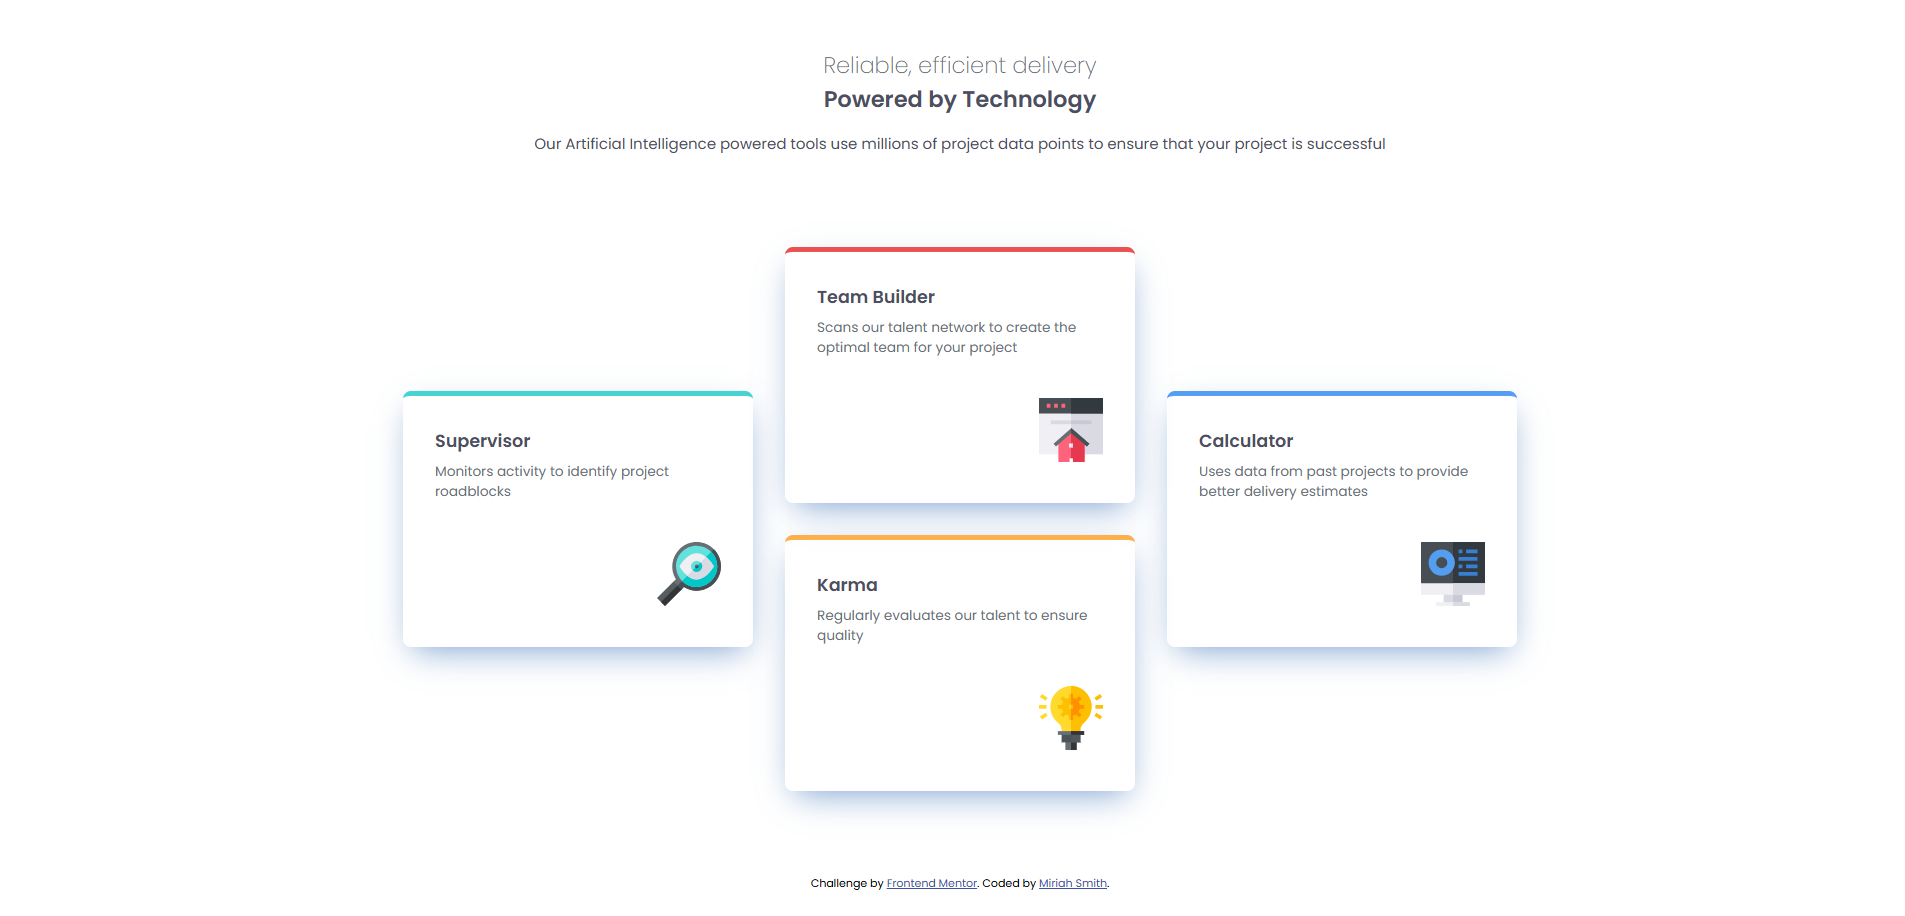 Reliable, efficient delivery
Powered by Technology
Our Artificial Intelligence powered tools use millions of project data points to ensure that your project is successful
Supervisor
Monitors activity to identify project
roadblocks
Team Builder
Scans our talent network to create the
optimal team for your project
Karma
Regularly evaluates our talent to ensure
quality
Calculator
Uses data from past projects to provide
better delivery estimates
Challenge by Frontend Mentor. Coded by Miriah Smith.